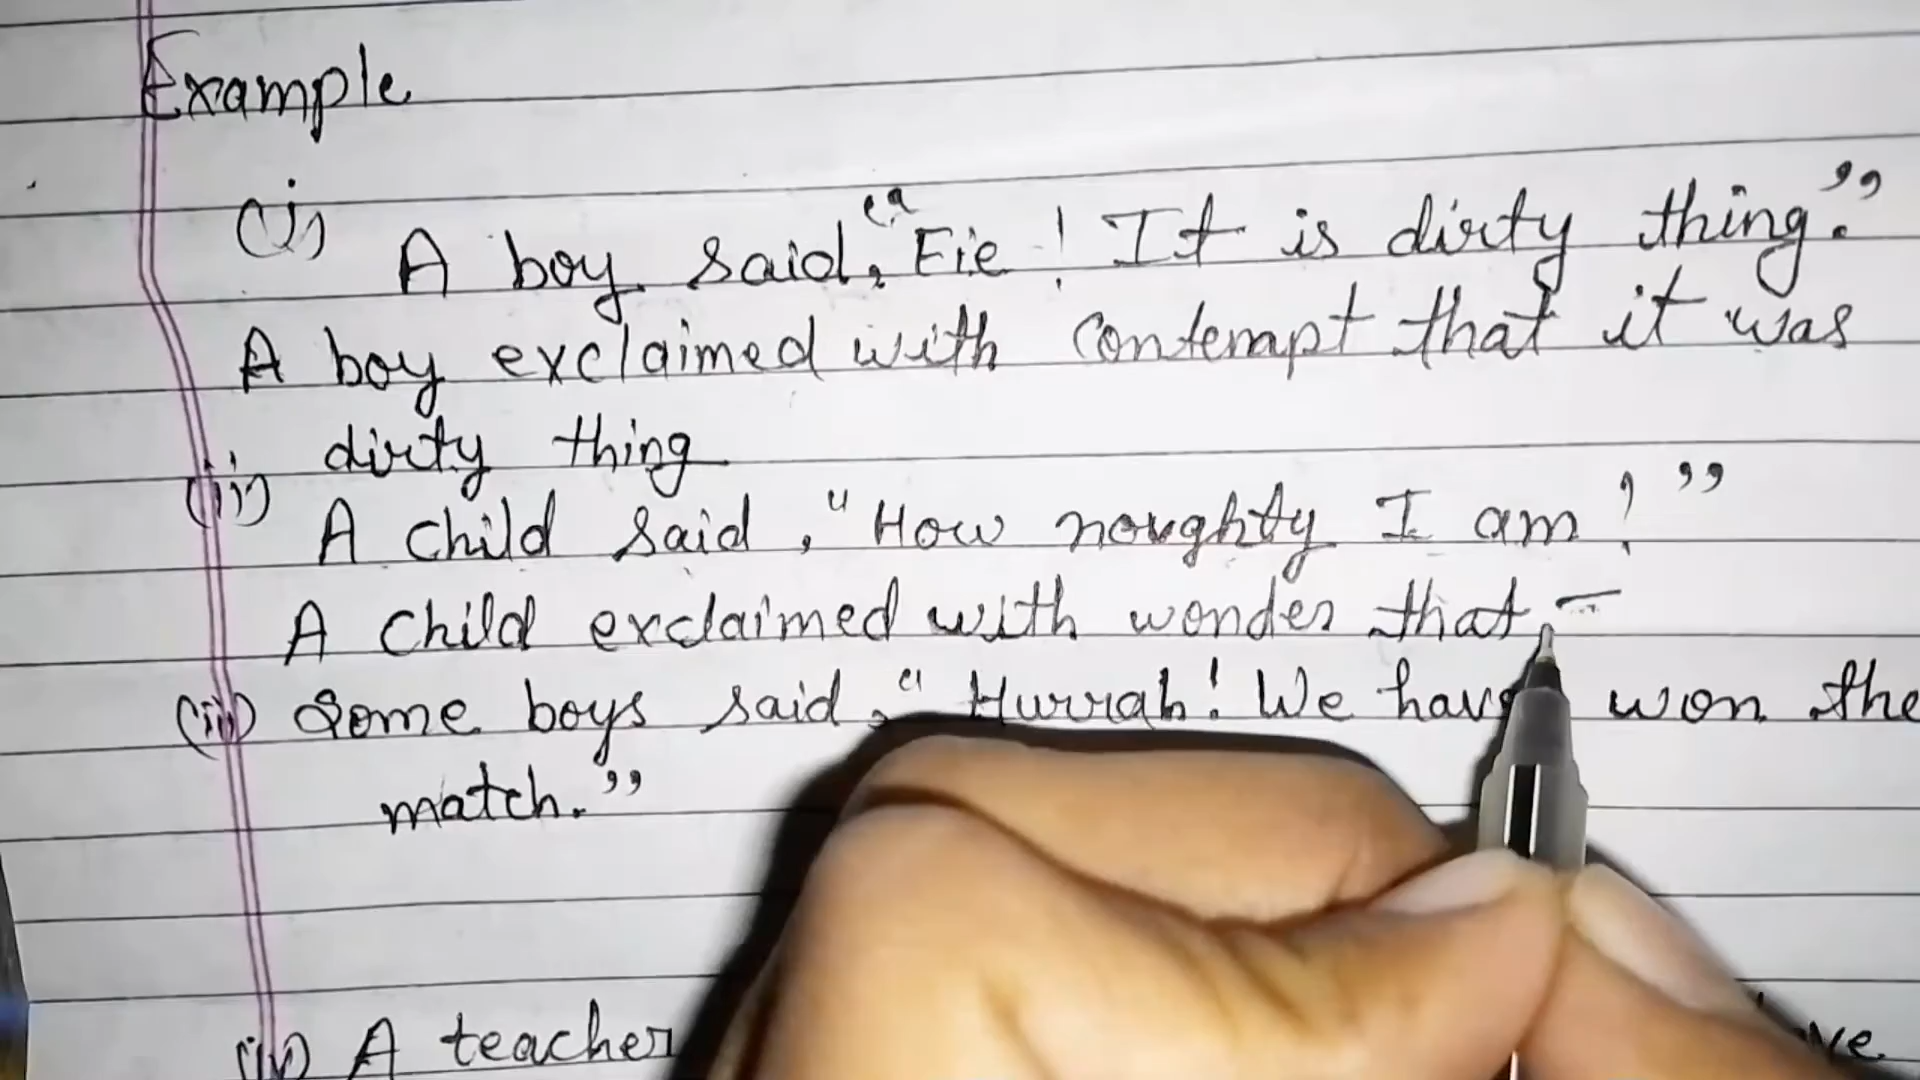 Example
(i) A boy said, "Fie! It is dirty thing."
A boy exclaimed with contempt that it was
dirty thing
(ii) A child said, "How noughty I am!"
A child exclaimed with wonder that
(iii) Some boys said, "Hurrah! We have won the
match."
(iv) A teacher